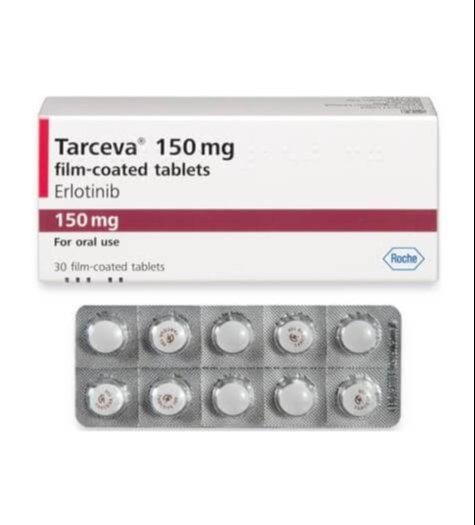 Tarceva® 150 mg
film-coated tablets
Erlotinib
150 mg
For oral use
30 film-coated tablets
Roche